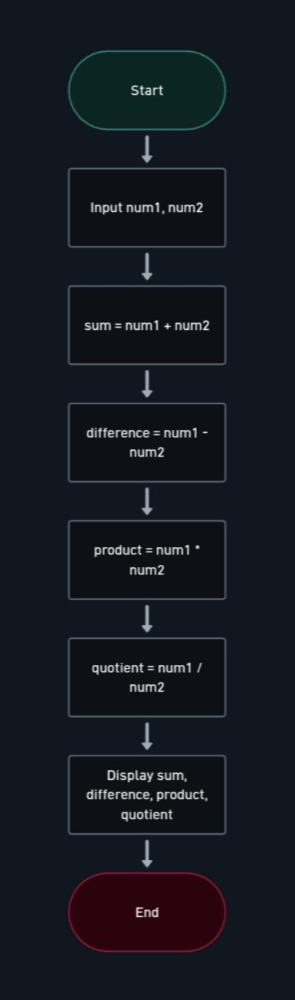 Start
Input num1, num2
sum = num1 + num2
difference = num1 -
num2
product = num1 *
num2
quotient = num1 /
num2
Display sum,
difference, product,
quotient
End